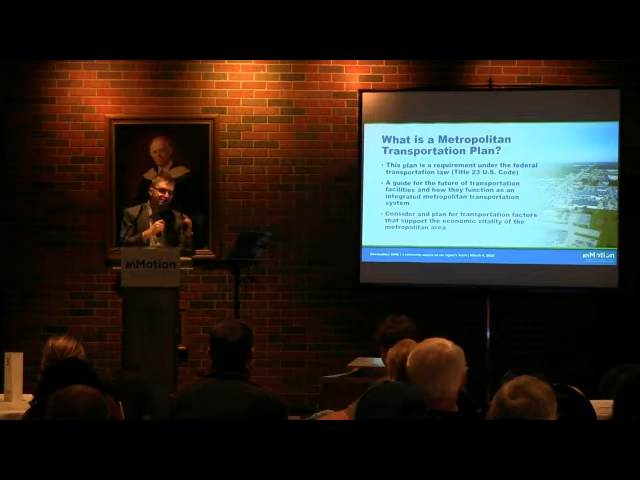 What is a Metropolitan
Transportation Plan?
• This plan is a requirement under the federal
transportation law (Title 23 U.S. Code)
• A guide for the future of transportation
facilities and how they function as an
integrated metropolitan transportation
system
• Consider and plan for transportation factors
that support the economic vitality of the
metropolitan area
inMotion
inMotion